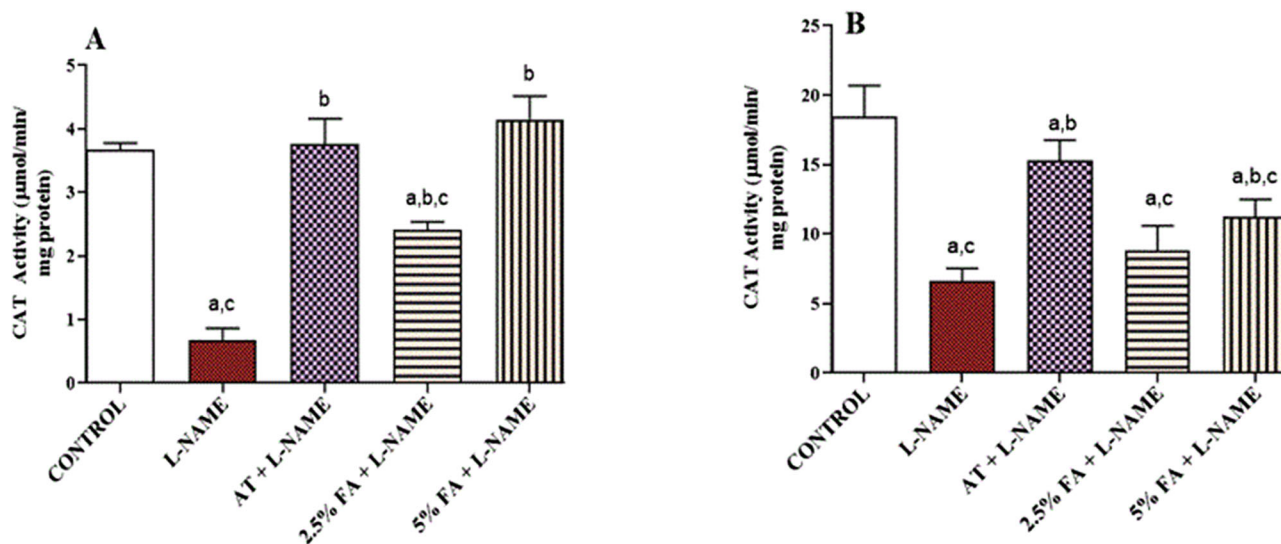 A
CAT Activity (μmol/min/
mg protein)
5
4
3
2
1
0
a,c
b
a,b,c
b
CONTROL
L-NAME
AT + L-NAME
2.5% FA + L-NAME
5% FA + L-NAME
B
CAT Activity (μmol/min/
mg protein)
25
20
15
10
5
0
a,c
a,b
a,c
a,b,c
CONTROL
L-NAME
AT + L-NAME
2.5% FA + L-NAME
5% FA + L-NAME